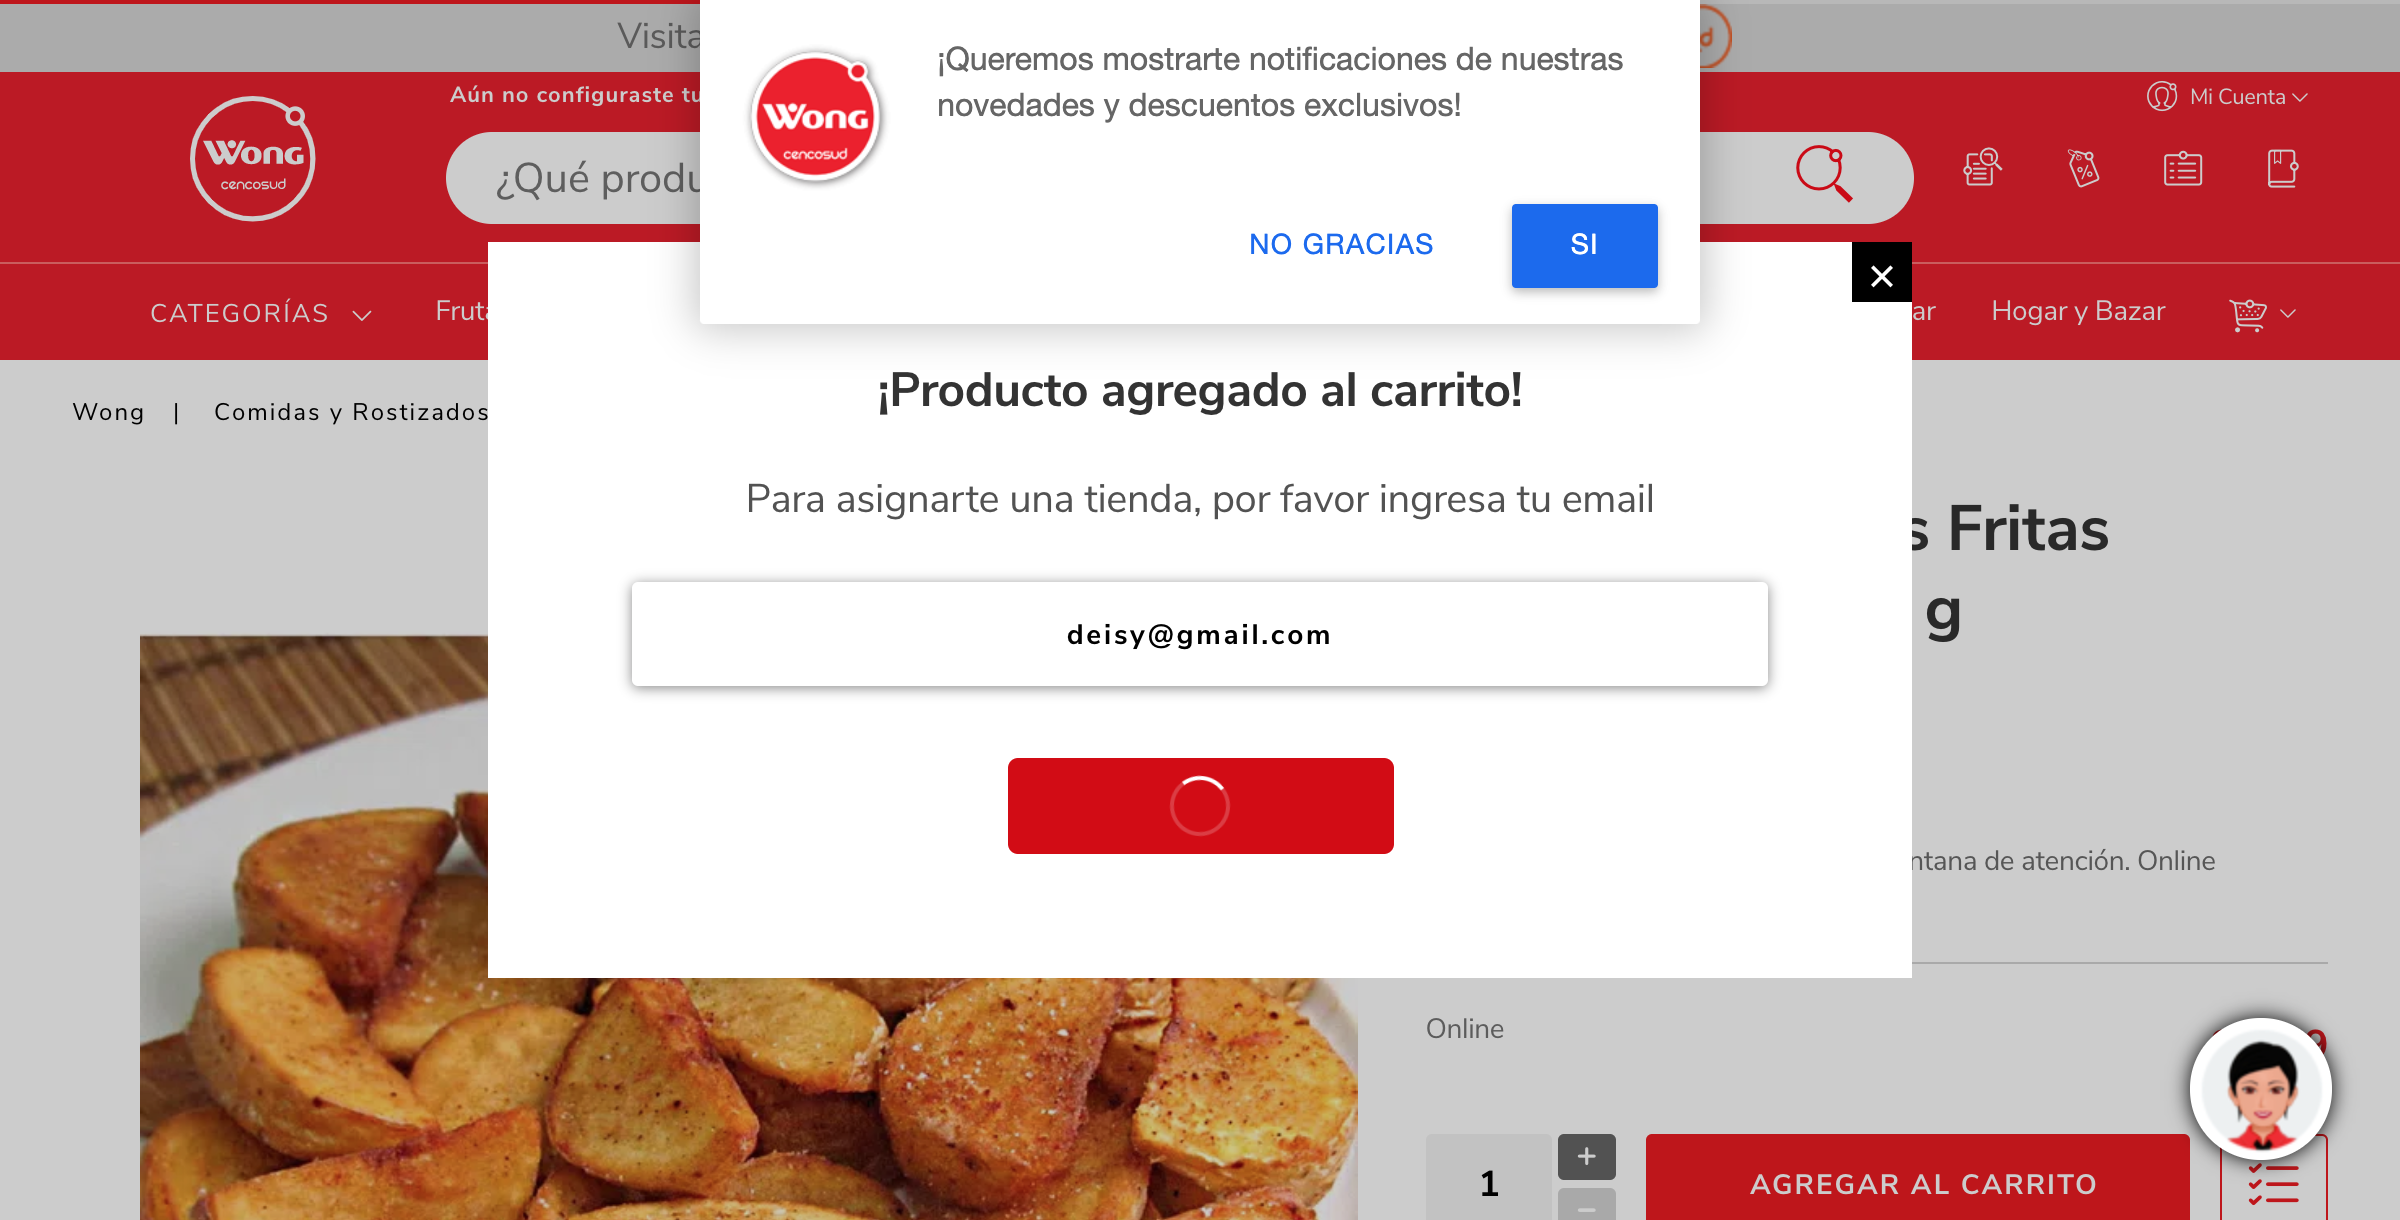 Visita
¡Queremos mostrarte notificaciones de nuestras
novedades y descuentos exclusivos!
NO GRACIAS
SI
Wong
cencosud
Aún no configuraste tu
Mi Cuenta
Wong
cencosud
¿Qué produ
CATEGORÍAS
Fruta
ar
Hogar y Bazar
Wong | Comidas y Rostizados
¡Producto agregado al carrito!
Para asignarte una tienda, por favor ingresa tu email
deisy@gmail.com
s Fritas
g
ntana de atención. Online
Online
9
1
+
−
AGREGAR AL CARRITO